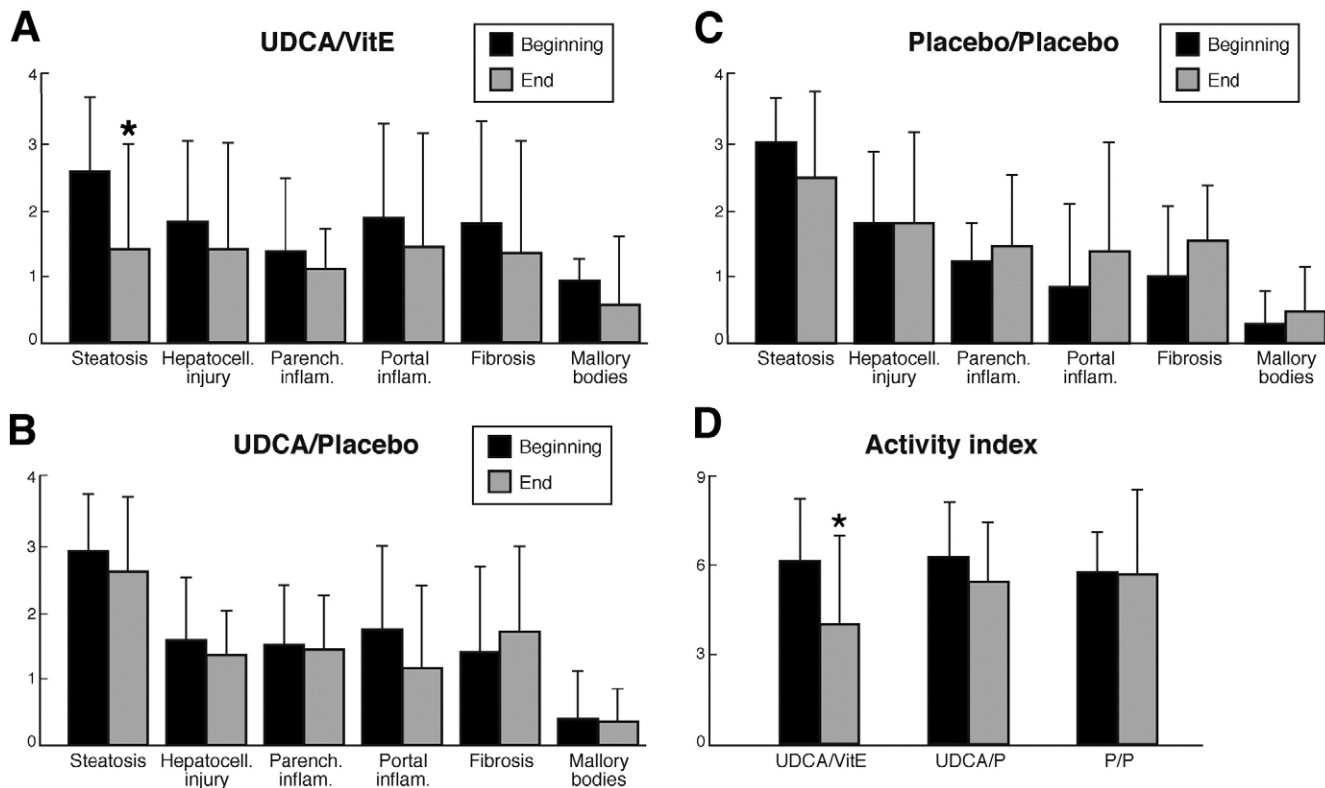 A
UDCA/VitE
Beginning
End
4
3
2
1
0
*
Steatosis
Hepatocell.
injury
Parench.
inflam.
Portal
inflam.
Fibrosis
Mallory
bodies
C
Placebo/Placebo
Beginning
End
4
3
2
1
0
Steatosis
Hepatocell.
injury
Parench.
inflam.
Portal
inflam.
Fibrosis
Mallory
bodies
B
UDCA/Placebo
Beginning
End
4
3
2
1
0
Steatosis
Hepatocell.
injury
Parench.
inflam.
Portal
inflam.
Fibrosis
Mallory
bodies
D
Activity index
9
6
3
0
*
UDCA/VitE
UDCA/P
P/P